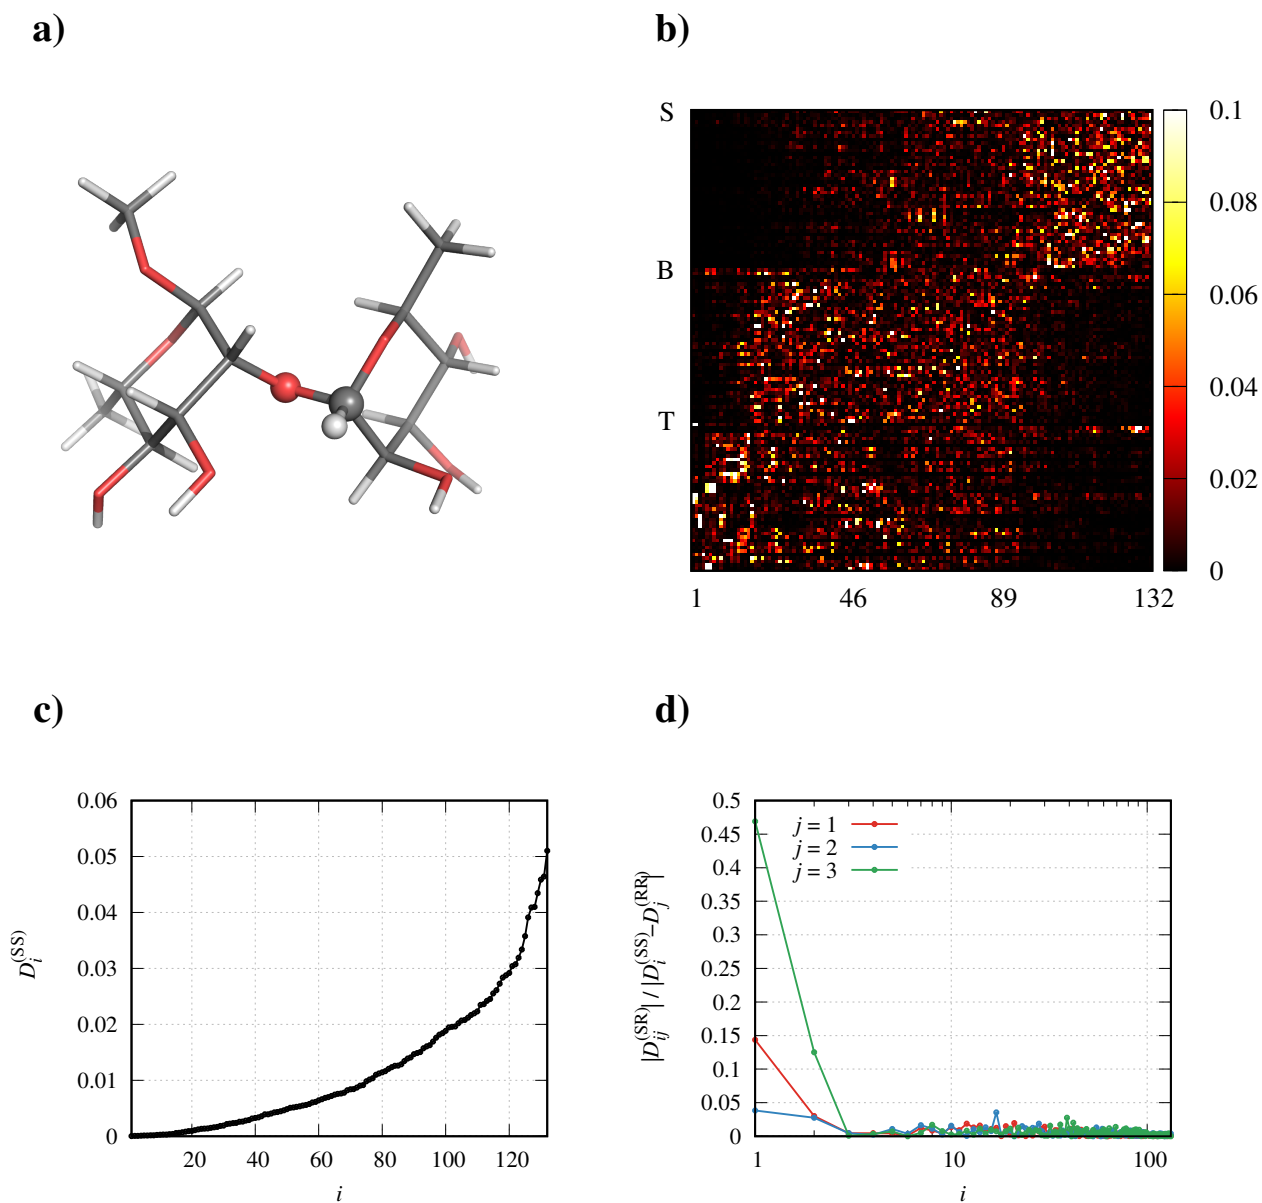 a)
b)
S
B
T
1 46 89 132
0.1
0.08
0.06
0.04
0.02
0
c)
0.06
0.05
0.04
0.03
0.02
0.01
0
D_i^(SS)
20 40 60 80 100 120
i
d)
0.5
0.45
0.4
0.35
0.3
0.25
0.2
0.15
0.1
0.05
0
|D_ij^(SR)| / |D_i^(SS)−D_j^(RR)|
j = 1
j = 2
j = 3
1 10 100
i